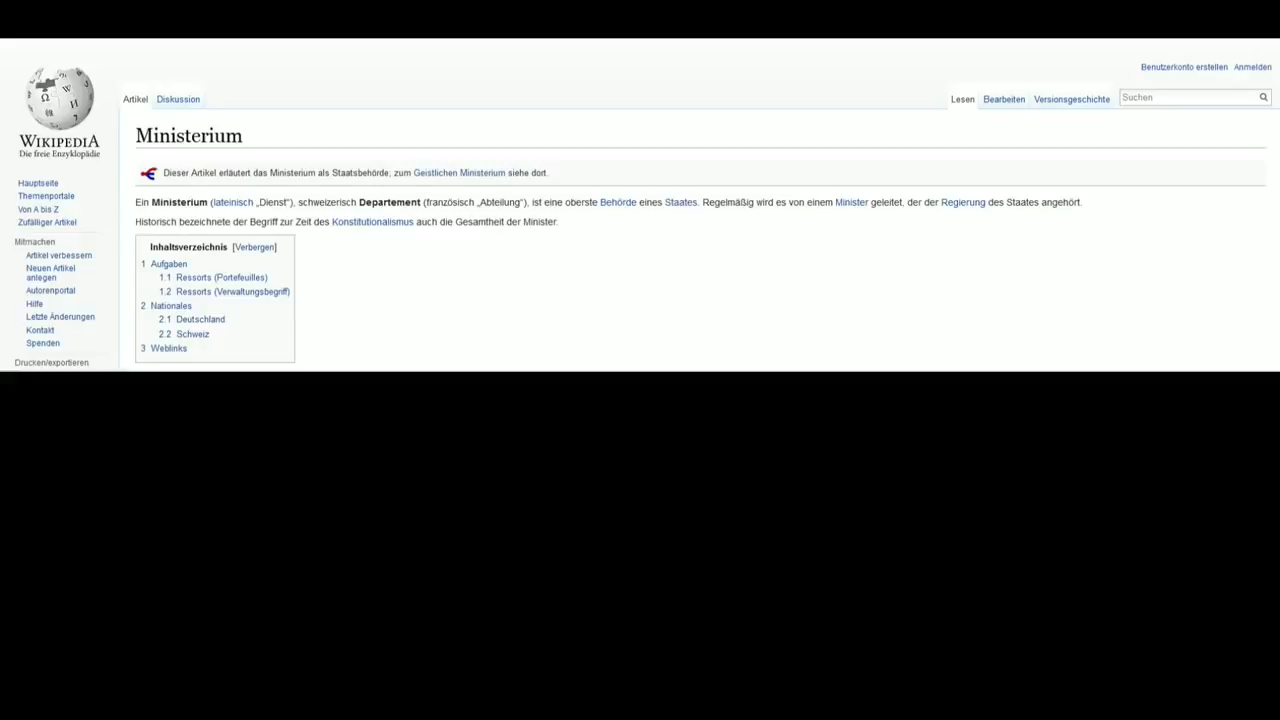 Benutzerkonto erstellen Anmelden
Artikel Diskussion Lesen Bearbeiten Versionsgeschichte Suchen
WIKIPEDIA
Die freie Enzyklopädie
Hauptseite
Themenportale
Von A bis Z
Zufälliger Artikel
Mitmachen
Artikel verbessern
Neuen Artikel
anlegen
Autorenportal
Hilfe
Letzte Änderungen
Kontakt
Spenden
Drucken/exportieren
Ministerium
Dieser Artikel erläutert das Ministerium als Staatsbehörde; zum Geistlichen Ministerium siehe dort.
Ein Ministerium (lateinisch „Dienst“), schweizerisch Departement (französisch „Abteilung“), ist eine oberste Behörde eines Staates. Regelmäßig wird es von einem Minister geleitet, der der Regierung des Staates angehört.
Historisch bezeichnete der Begriff zur Zeit des Konstitutionalismus auch die Gesamtheit der Minister.
Inhaltsverzeichnis [Verbergen]
1 Aufgaben
1.1 Ressorts (Portefeuilles)
1.2 Ressorts (Verwaltungsbegriff)
2 Nationales
2.1 Deutschland
2.2 Schweiz
3 Weblinks